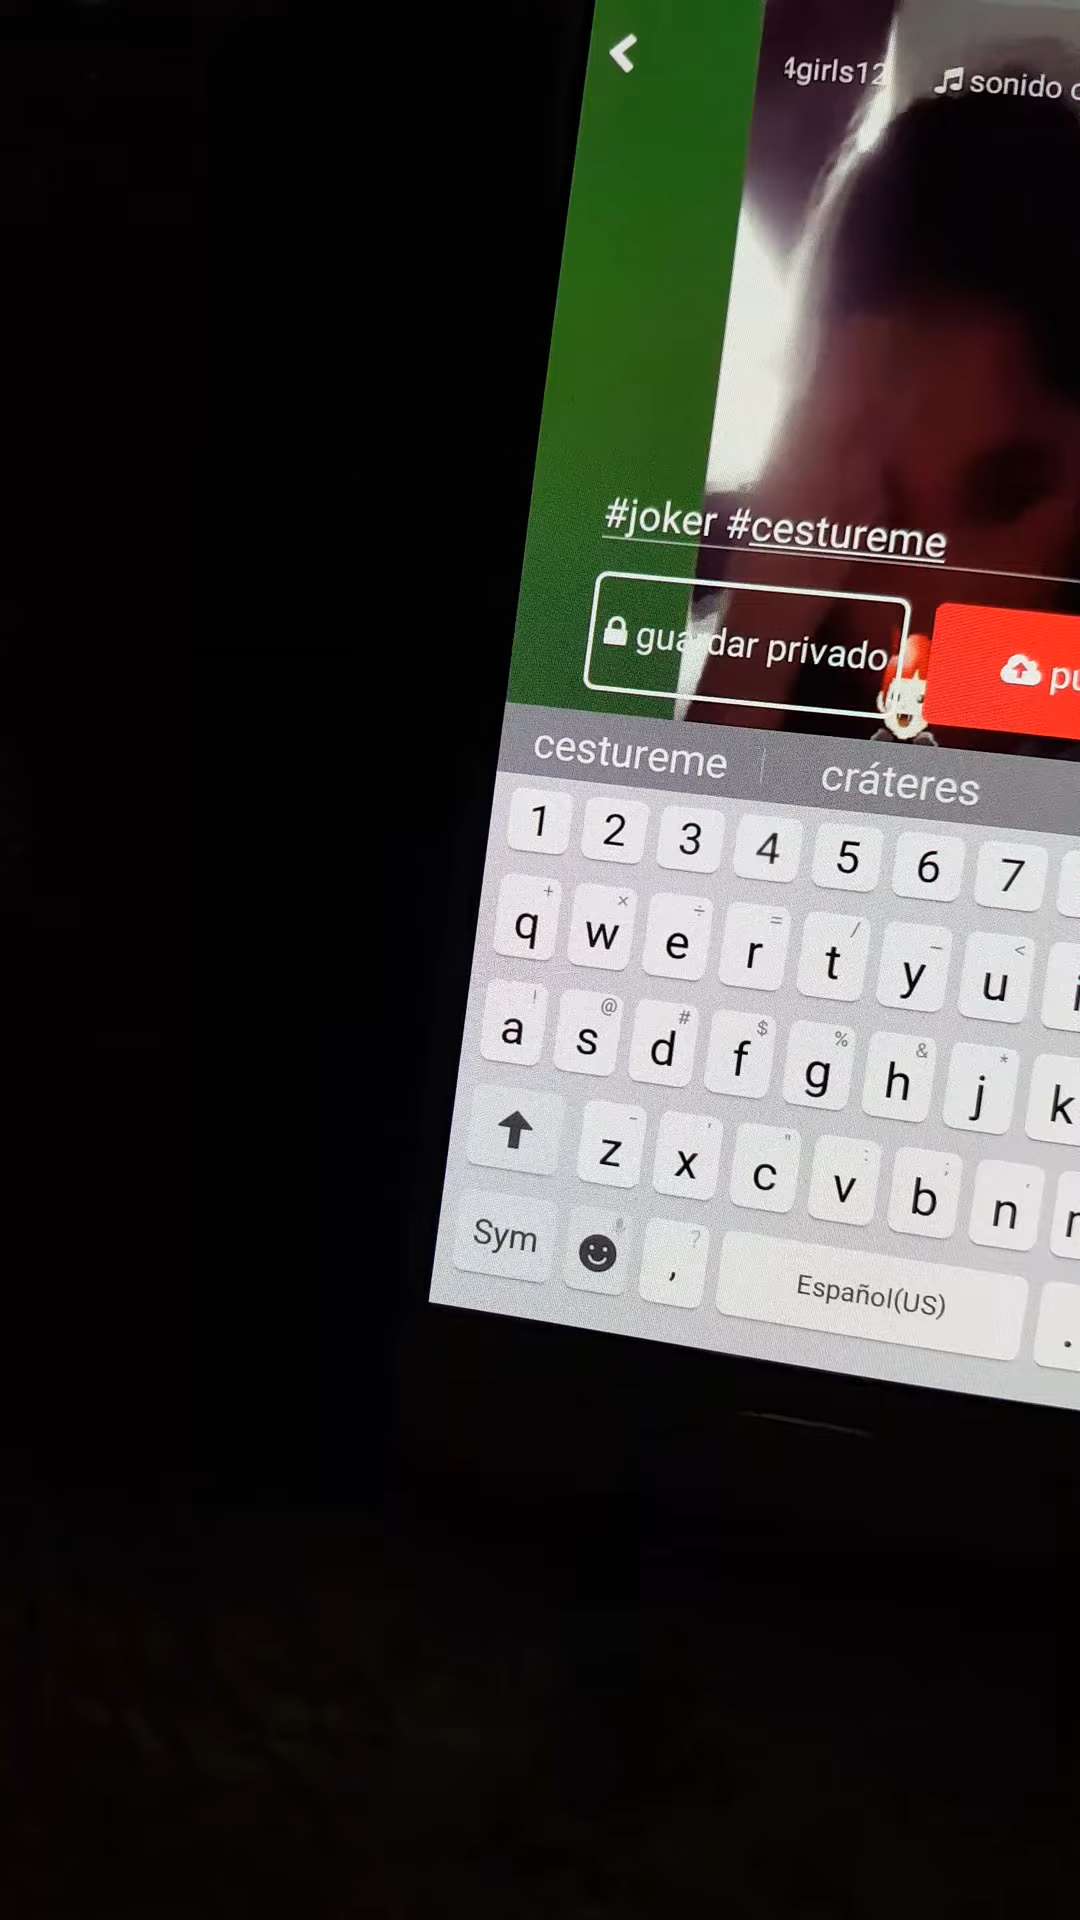 4girls12
sonido
#joker #cestureme
guardar privado
cestureme
cráteres
1 2 3 4 5 6 7
+ × ÷ = / – <
q w e r t y u
! @ # $ % & *
a s d f g h j k
z x c v b n
Sym , ? Español(US) .